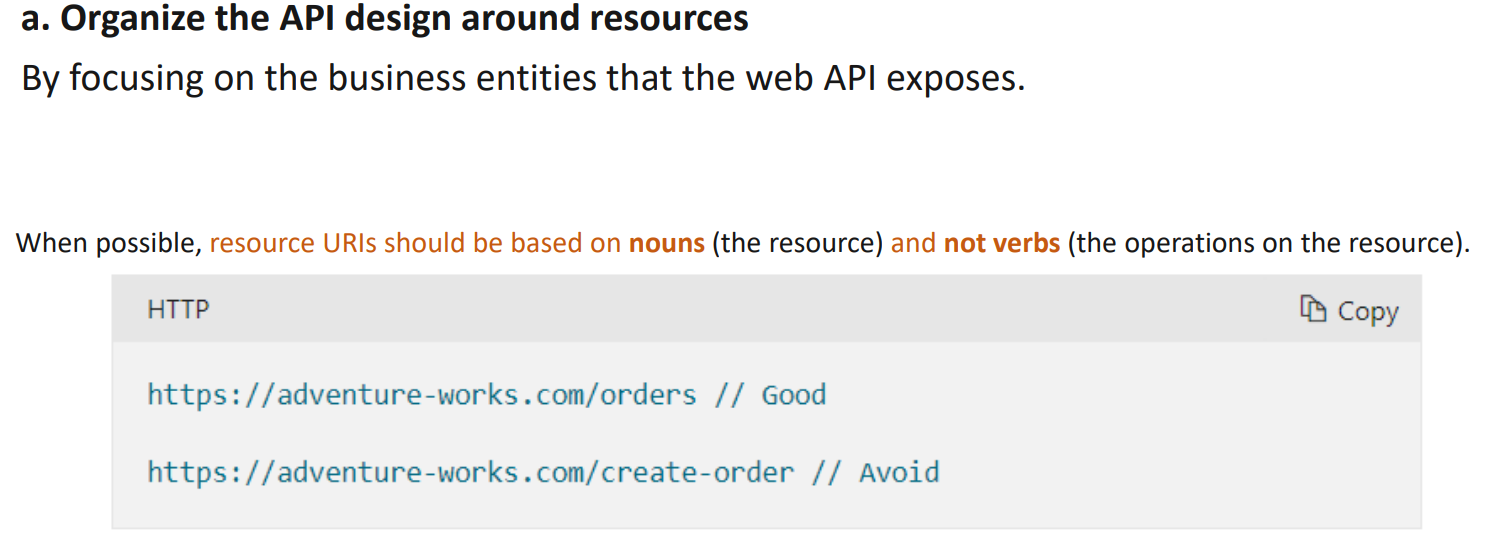 a. Organize the API design around resources
By focusing on the business entities that the web API exposes.
When possible, resource URIs should be based on nouns (the resource) and not verbs (the operations on the resource).
HTTP Copy
https://adventure-works.com/orders // Good
https://adventure-works.com/create-order // Avoid